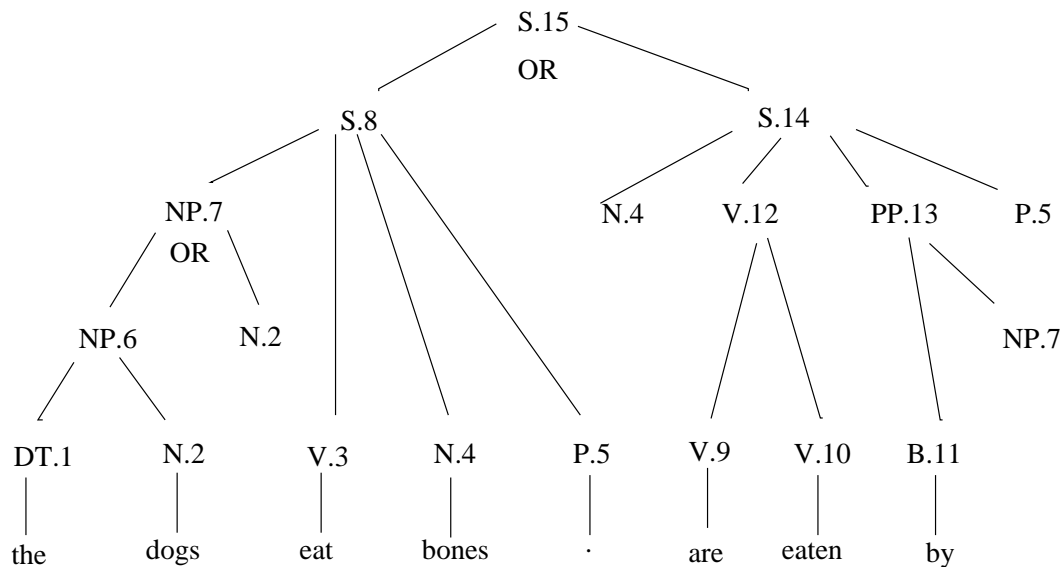 S.15
OR
S.8 S.14
NP.7 N.4 V.12 PP.13 P.5
OR
NP.6 N.2 NP.7
DT.1 N.2 V.3 N.4 P.5 V.9 V.10 B.11
the dogs eat bones . are eaten by